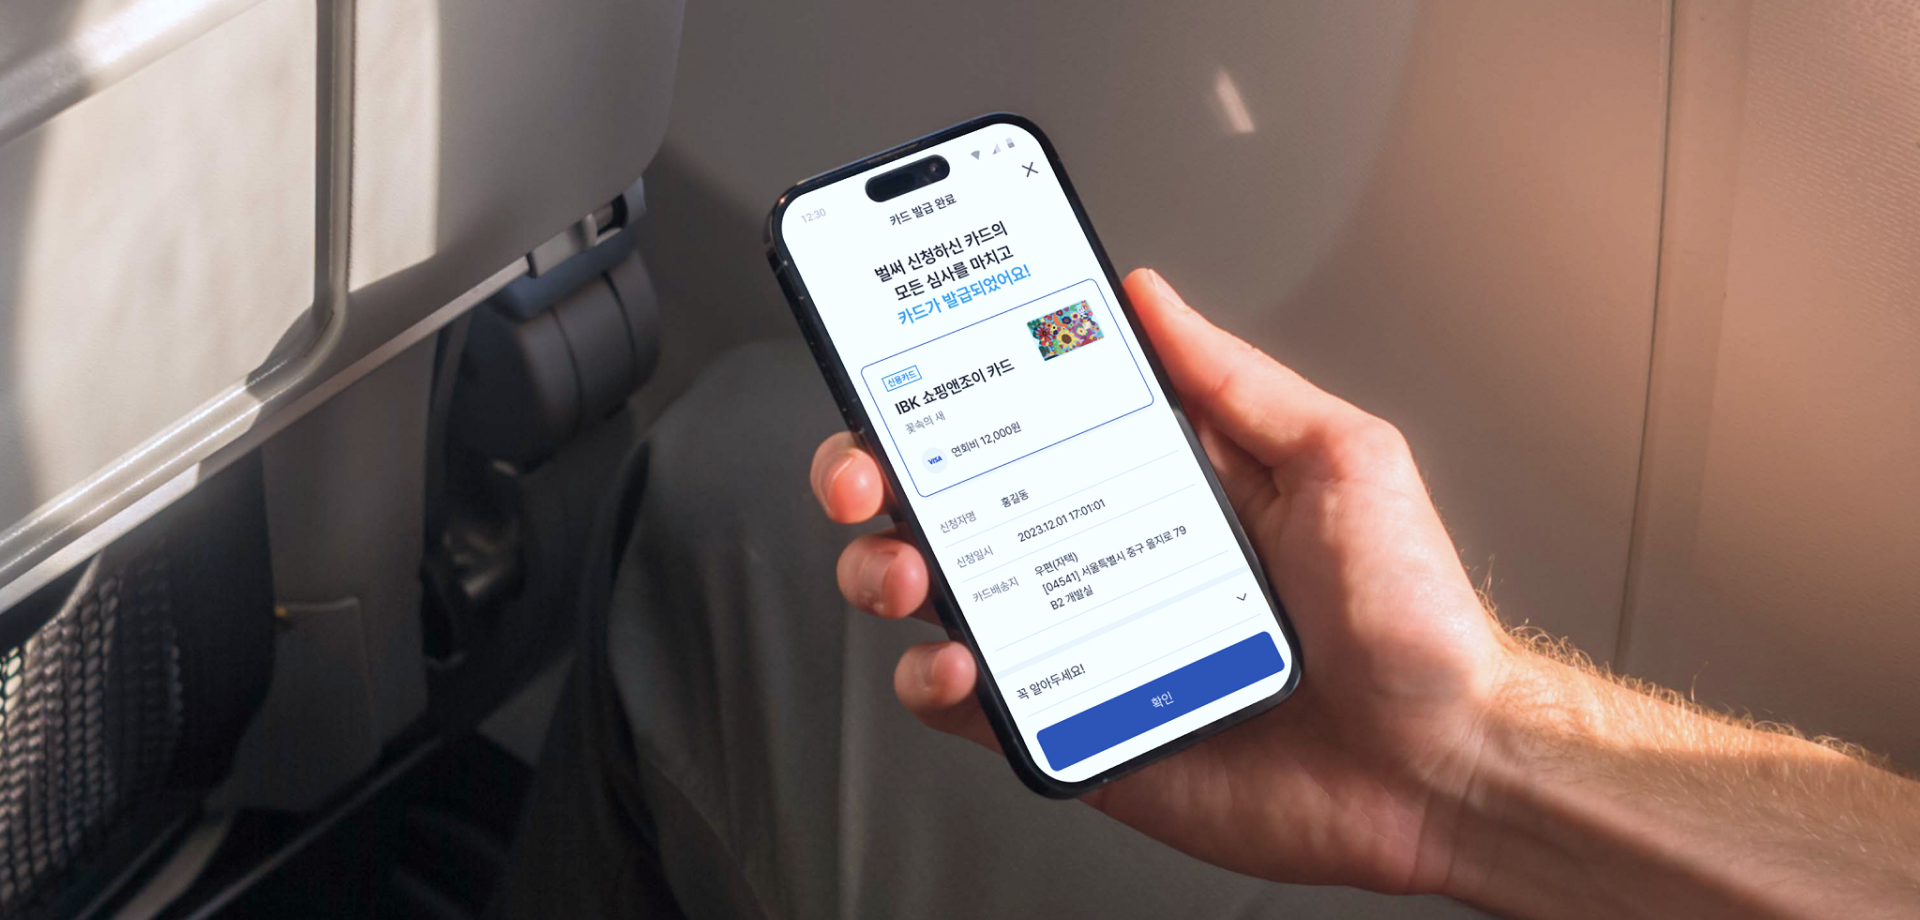 12:30
카드 발급 완료
벌써 신청하신 카드의
모든 심사를 마치고
카드가 발급되었어요!
신용카드
IBK 쇼핑앤조이 카드
꽃속의 새
VISA 연회비 12,000원
신청자명 홍길동
신청일시 2023.12.01 17:01:01
카드배송지 우편(자택)
[04541] 서울특별시 중구 을지로 79
B2 개발실
꼭 알아두세요!
확인